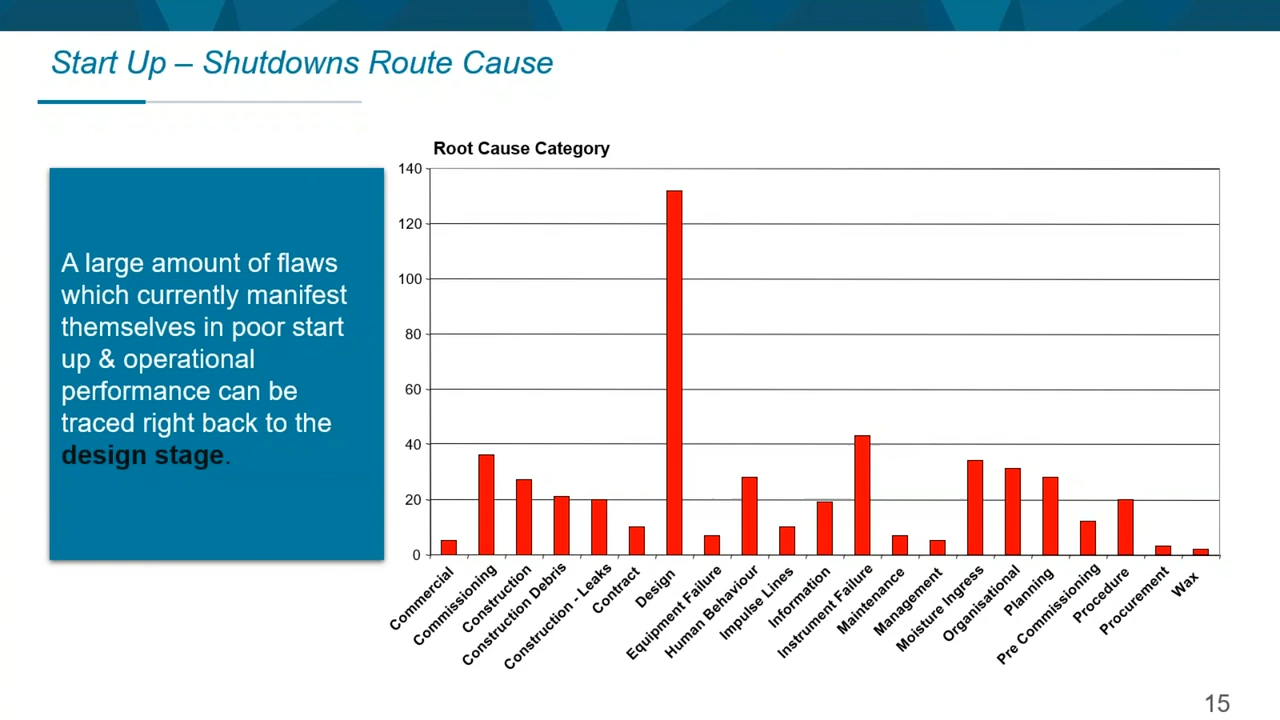 Start Up – Shutdowns Route Cause
A large amount of flaws
which currently manifest
themselves in poor start
up & operational
performance can be
traced right back to the
design stage.
Root Cause Category
140
120
100
80
60
40
20
0
Commercial
Commissioning
Construction
Construction Debris
Construction - Leaks
Contract
Design
Equipment Failure
Human Behaviour
Impulse Lines
Information
Instrument Failure
Maintenance
Management
Moisture Ingress
Organisational
Planning
Pre Commissioning
Procedure
Procurement
Wax
15